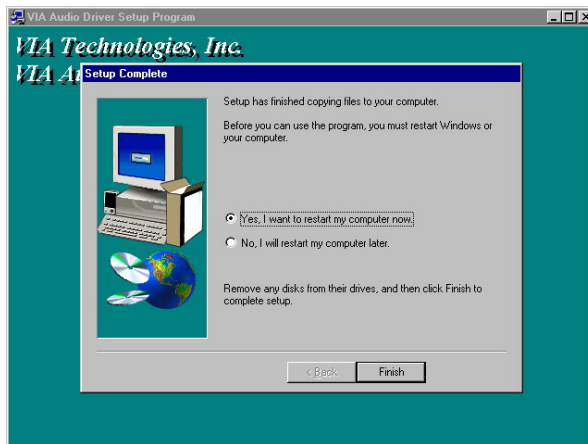 VIA Audio Driver Setup Program
VIA Technologies, Inc.
VIA
Setup Complete
Setup has finished copying files to your computer.
Before you can use the program, you must restart Windows or
your computer.
Yes, I want to restart my computer now.
No, I will restart my computer later.
Remove any disks from their drives, and then click Finish to
complete setup.
< Back
Finish